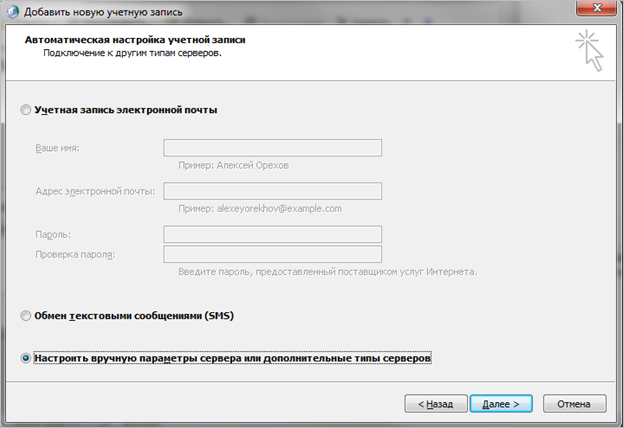 Добавить новую учетную запись
Автоматическая настройка учетной записи
Подключение к другим типам серверов.
Учетная запись электронной почты
Ваше имя:
Пример: Алексей Орехов
Адрес электронной почты:
Пример: alexeyorekhov@example.com
Пароль:
Проверка пароля:
Введите пароль, предоставленный поставщиком услуг Интернета.
Обмен текстовыми сообщениями (SMS)
Настроить вручную параметры сервера или дополнительные типы серверов
< Назад Далее > Отмена